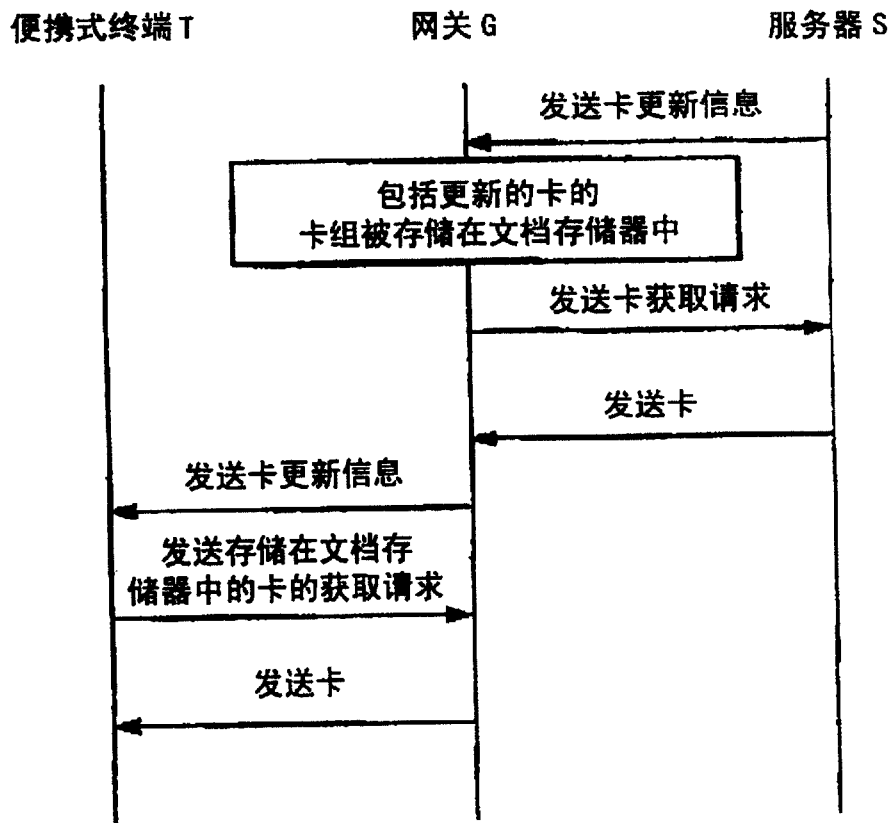 便携式终端 T
网关 G
服务器 S
发送卡更新信息
包括更新的卡的
卡组被存储在文档存储器中
发送卡获取请求
发送卡
发送卡更新信息
发送存储在文档存
储器中的卡的获取请求
发送卡